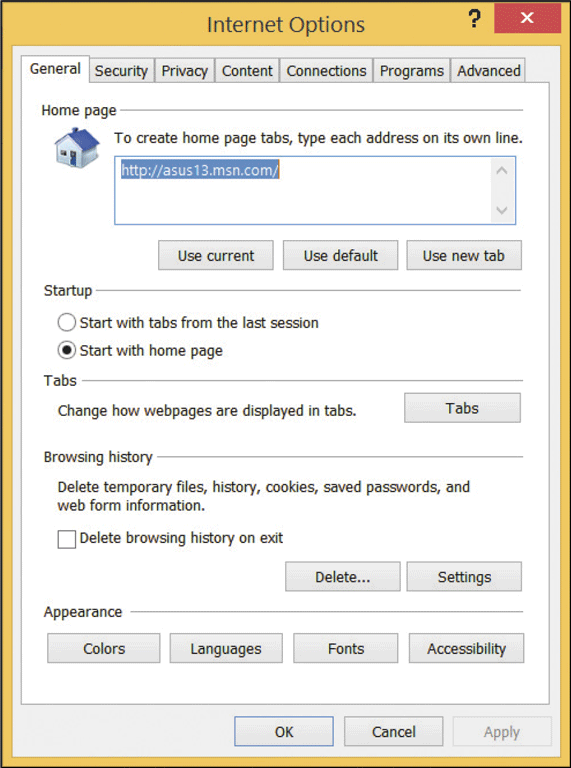 Internet Options
?
General Security Privacy Content Connections Programs Advanced
Home page
To create home page tabs, type each address on its own line.
http://asus13.msn.com/
Use current Use default Use new tab
Startup
Start with tabs from the last session
Start with home page
Tabs
Change how webpages are displayed in tabs. Tabs
Browsing history
Delete temporary files, history, cookies, saved passwords, and
web form information.
Delete browsing history on exit
Delete... Settings
Appearance
Colors Languages Fonts Accessibility
OK Cancel Apply